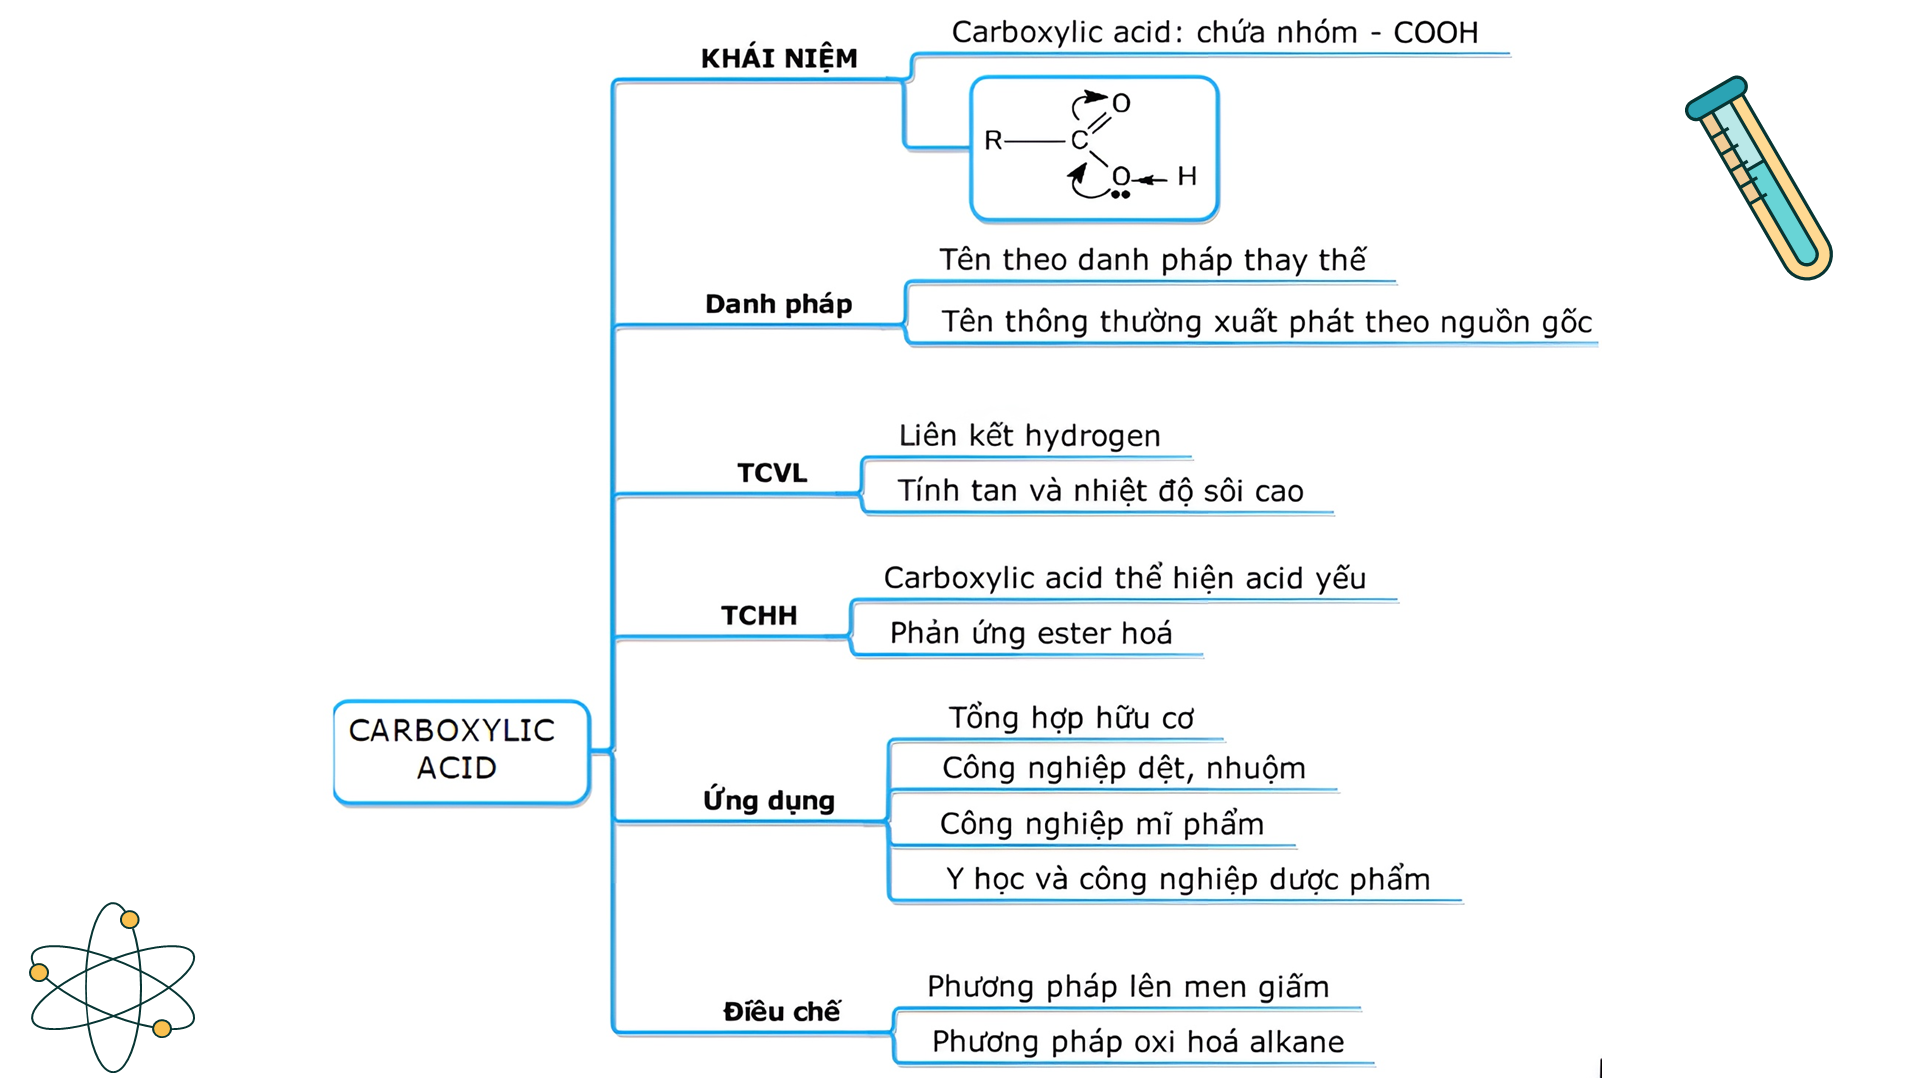 KHÁI NIỆM
Carboxylic acid: chứa nhóm - COOH
O
R
C
O
H
Danh pháp
Tên theo danh pháp thay thế
Tên thông thường xuất phát theo nguồn gốc
TCVL
Liên kết hydrogen
Tính tan và nhiệt độ sôi cao
TCHH
Carboxylic acid thể hiện acid yếu
Phản ứng ester hoá
CARBOXYLIC
ACID
Ứng dụng
Tổng hợp hữu cơ
Công nghiệp dệt, nhuộm
Công nghiệp mĩ phẩm
Y học và công nghiệp dược phẩm
Điều chế
Phương pháp lên men giấm
Phương pháp oxi hoá alkane